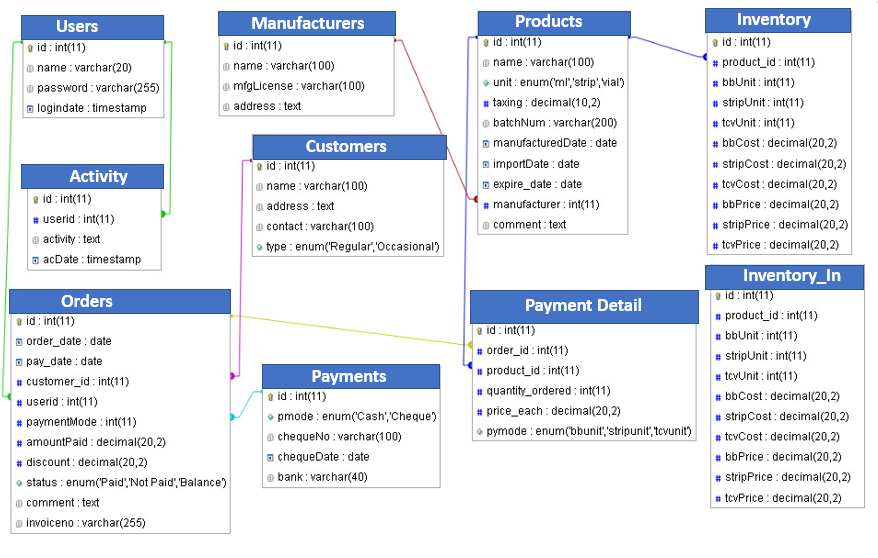 Users
id : int(11)
name : varchar(20)
password : varchar(255)
logindate : timestamp
Manufacturers
id : int(11)
name : varchar(100)
mfgLicense : varchar(100)
address : text
Products
id : int(11)
name : varchar(100)
unit : enum('ml','strip','vial')
taxing : decimal(10,2)
batchNum : varchar(200)
manufacturedDate : date
importDate : date
expire_date : date
manufacturer : int(11)
comment : text
Inventory
id : int(11)
product_id : int(11)
bbUnit : int(11)
stripUnit : int(11)
tcvUnit : int(11)
bbCost : decimal(20,2)
stripCost : decimal(20,2)
tcvCost : decimal(20,2)
bbPrice : decimal(20,2)
stripPrice : decimal(20,2)
tcvPrice : decimal(20,2)
Customers
id : int(11)
name : varchar(100)
address : text
contact : varchar(100)
type : enum('Regular','Occasional')
Activity
id : int(11)
userid : int(11)
activity : text
acDate : timestamp
Orders
id : int(11)
order_date : date
pay_date : date
customer_id : int(11)
userid : int(11)
paymentMode : int(11)
amountPaid : decimal(20,2)
discount : decimal(20,2)
status : enum('Paid','Not Paid','Balance')
comment : text
invoiceno : varchar(255)
Payments
id : int(11)
pmode : enum('Cash','Cheque')
chequeNo : varchar(100)
chequeDate : date
bank : varchar(40)
Payment Detail
id : int(11)
order_id : int(11)
product_id : int(11)
quantity_ordered : int(11)
price_each : decimal(20,2)
pymode : enum('bbunit','stripunit','tcvunit')
Inventory_In
id : int(11)
product_id : int(11)
bbUnit : int(11)
stripUnit : int(11)
tcvUnit : int(11)
bbCost : decimal(20,2)
stripCost : decimal(20,2)
tcvCost : decimal(20,2)
bbPrice : decimal(20,2)
stripPrice : decimal(20,2)
tcvPrice : decimal(20,2)